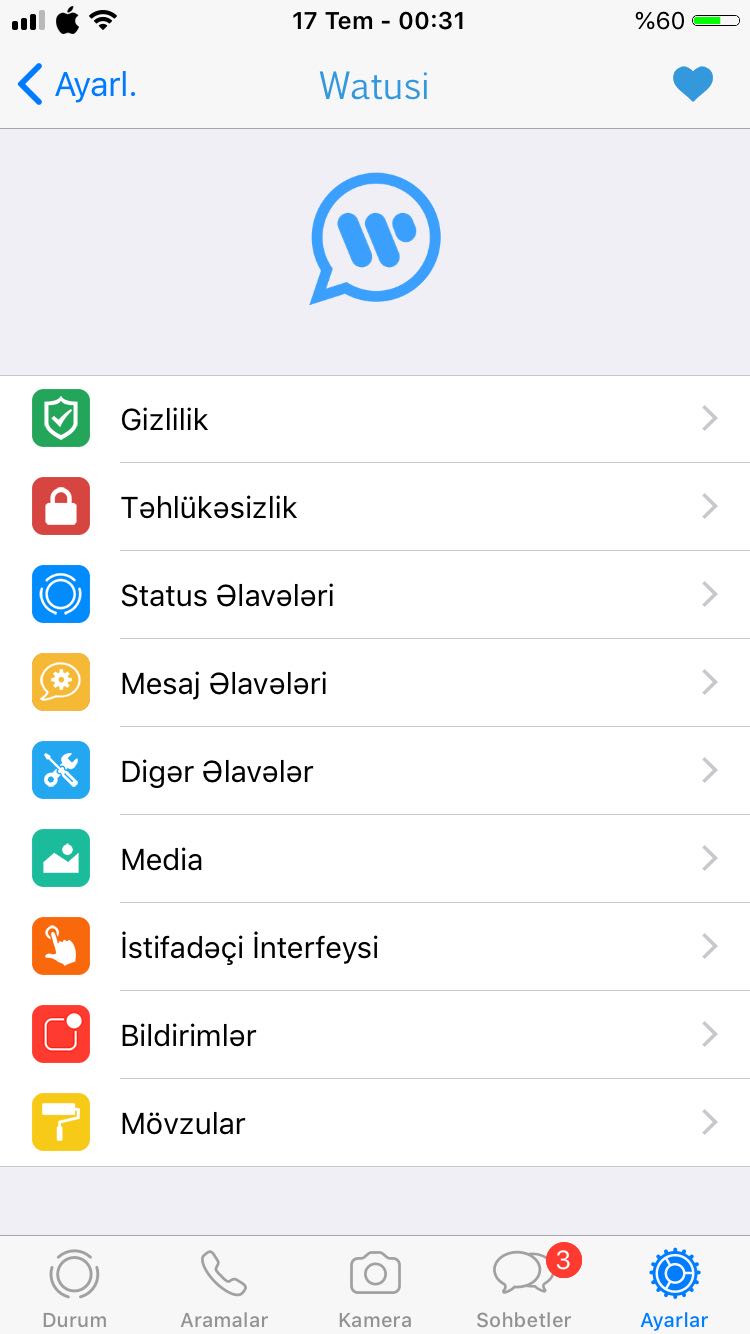 17 Tem - 00:31
%60
Ayarl.
Watusi
Gizlilik
Təhlükəsizlik
Status Əlavələri
Mesaj Əlavələri
Digər Əlavələr
Media
İstifadəçi İnterfeysi
Bildirimlər
Mövzular
3
Durum
Aramalar
Kamera
Sohbetler
Ayarlar